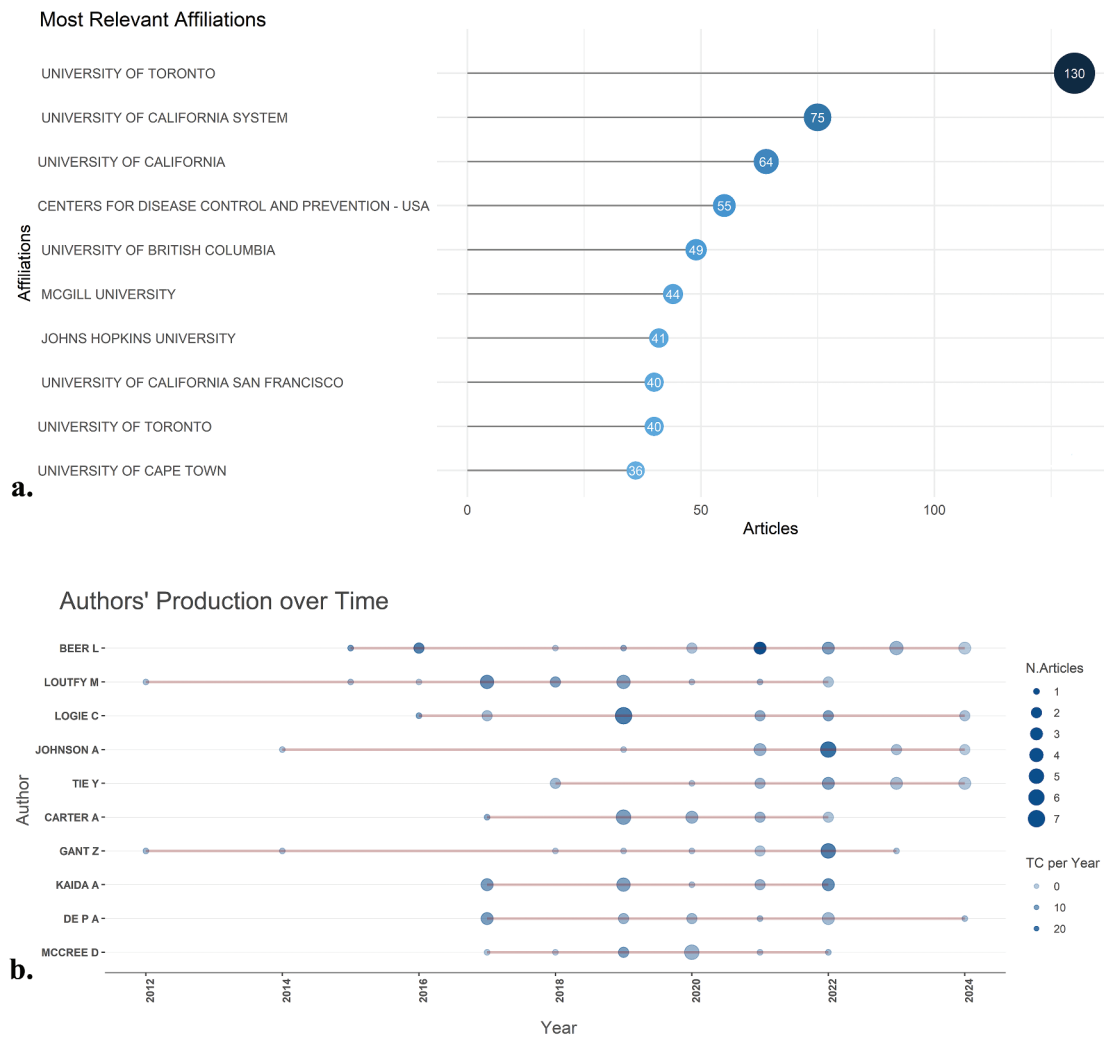 Most Relevant Affiliations
UNIVERSITY OF TORONTO
130
UNIVERSITY OF CALIFORNIA SYSTEM
75
UNIVERSITY OF CALIFORNIA
64
CENTERS FOR DISEASE CONTROL AND PREVENTION - USA
55
UNIVERSITY OF BRITISH COLUMBIA
49
MCGILL UNIVERSITY
44
JOHNS HOPKINS UNIVERSITY
41
UNIVERSITY OF CALIFORNIA SAN FRANCISCO
40
UNIVERSITY OF TORONTO
40
UNIVERSITY OF CAPE TOWN
36
Affiliations
a.
0 50 100
Articles
Authors' Production over Time
BEER L
LOUTFY M
LOGIE C
JOHNSON A
TIE Y
CARTER A
GANT Z
KAIDA A
DE P A
MCCREE D
Author
b.
2012 2014 2016 2018 2020 2022 2024
Year
N.Articles
1
2
3
4
5
6
7
TC per Year
0
10
20